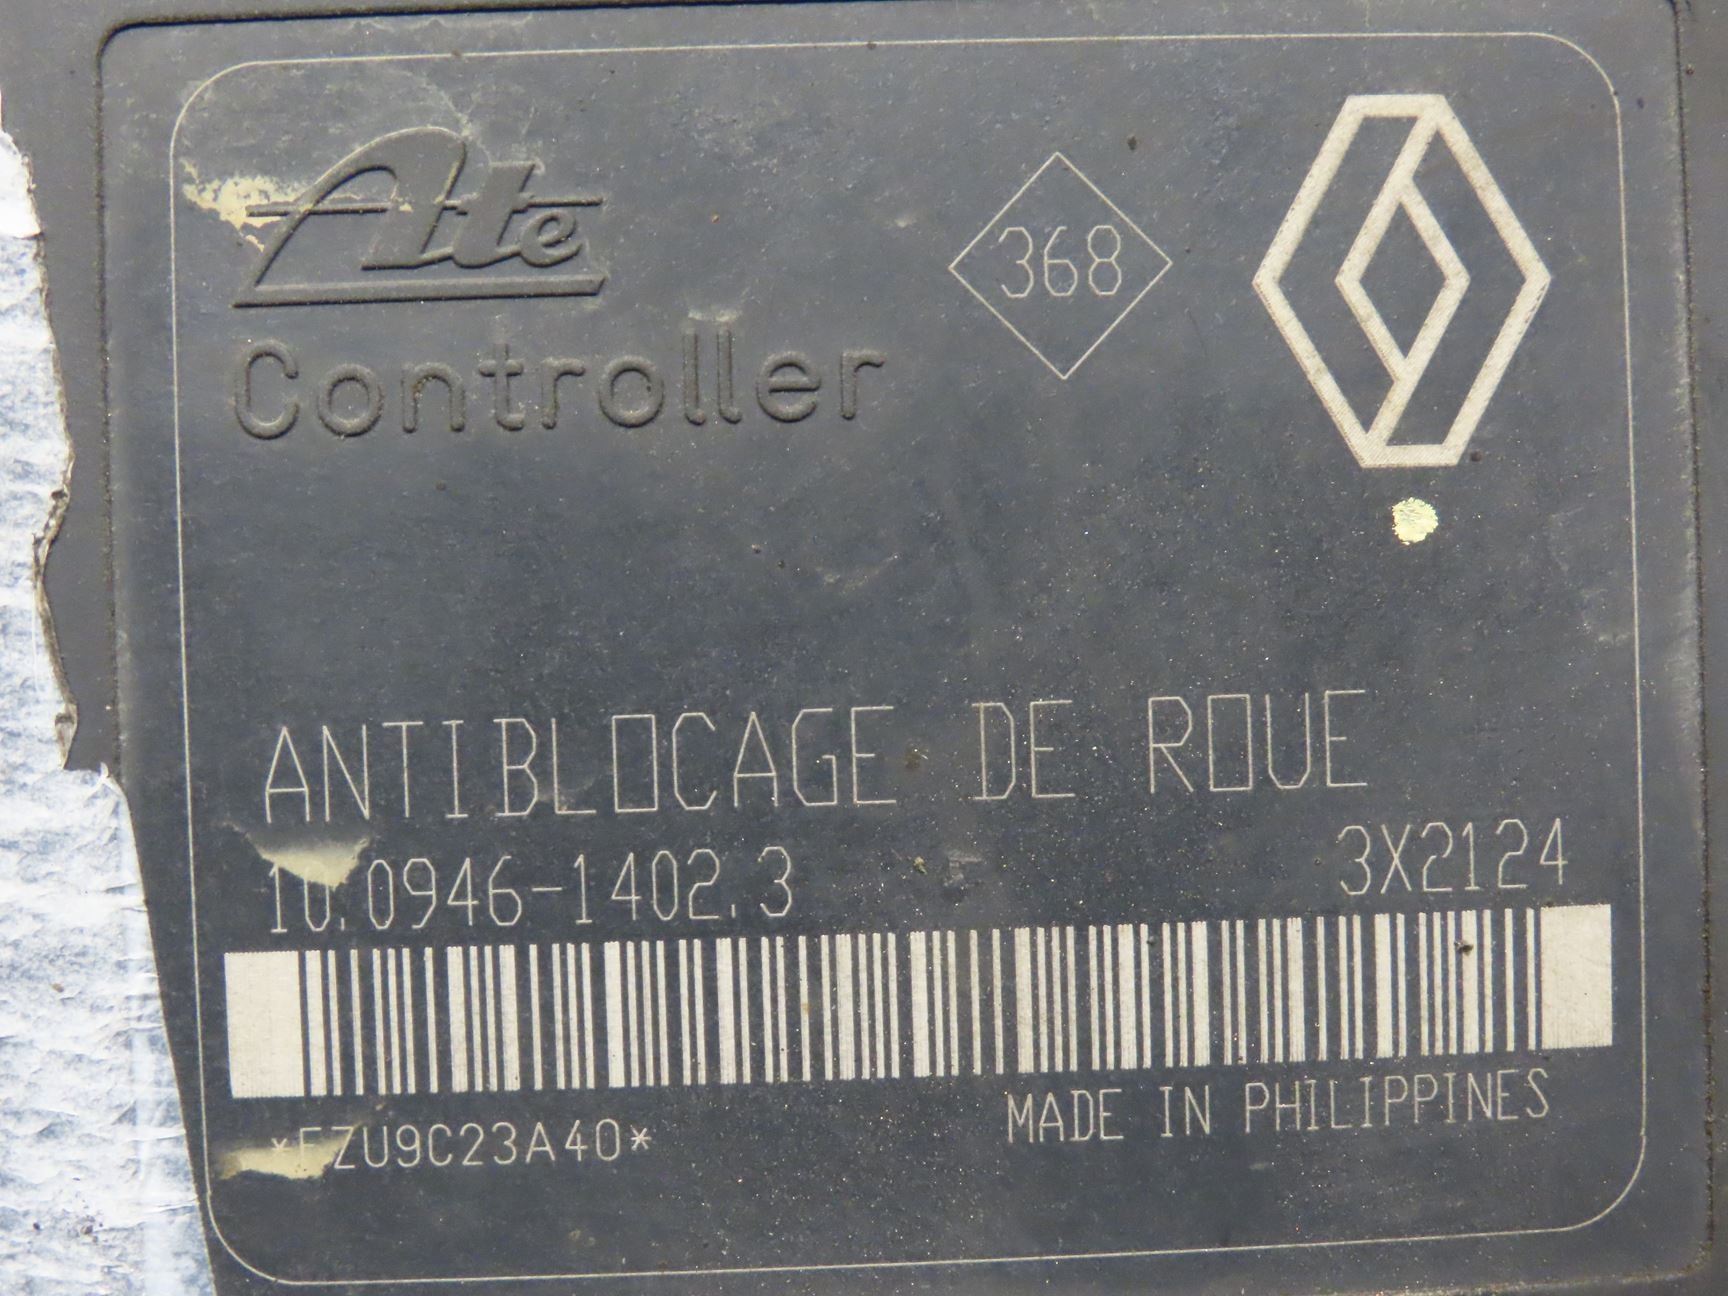 Ate
368
Controller
ANTIBLOCAGE DE ROUE
10.0946-1402.3
3X2124
*FZU9C23A40*
MADE IN PHILIPPINES